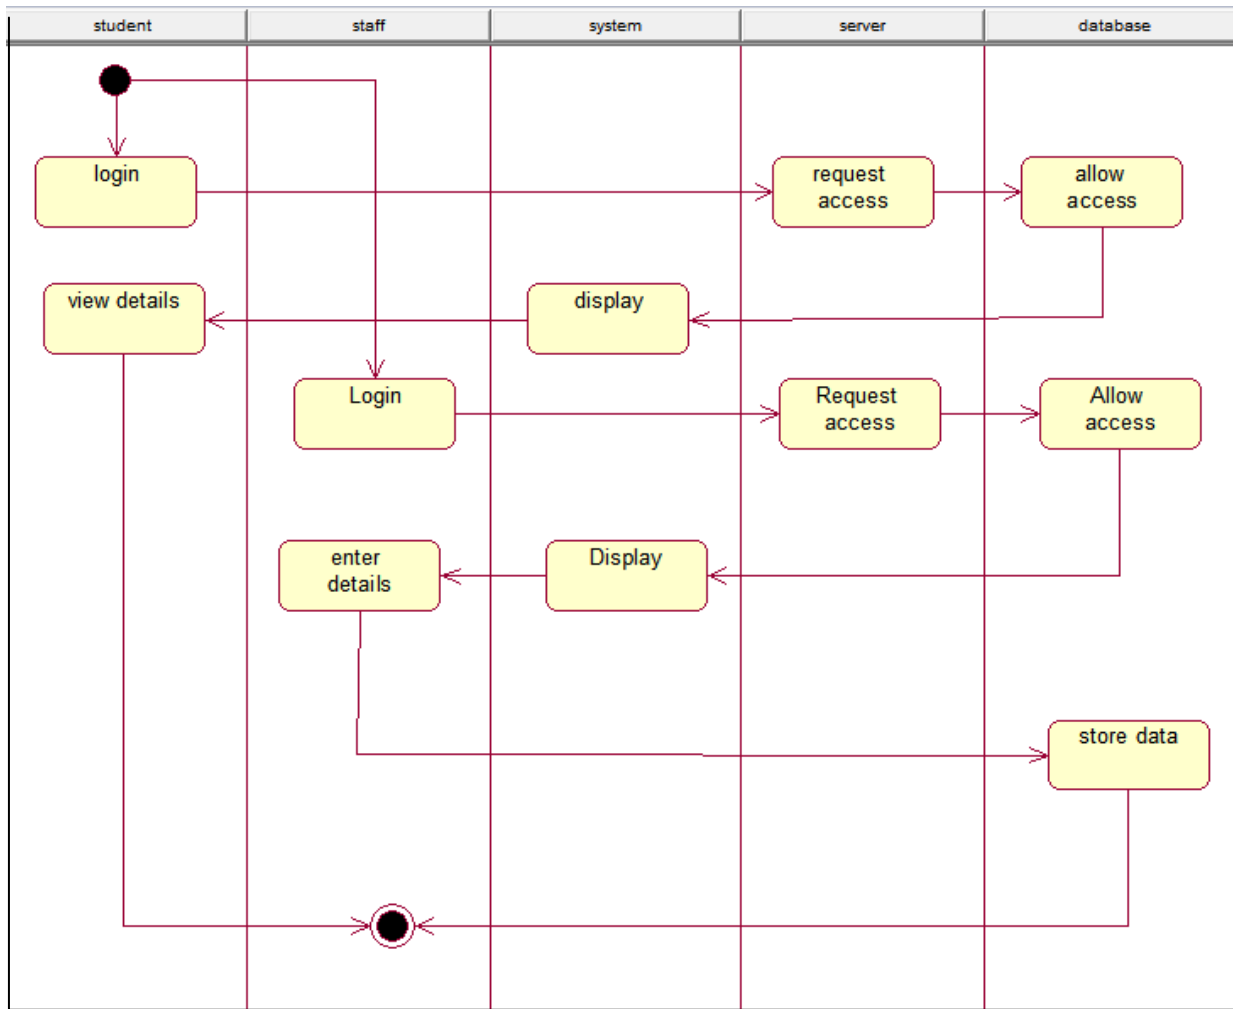 student staff system server database
login request allow
access access
view details display
Login Request Allow
access access
enter Display
details
store data